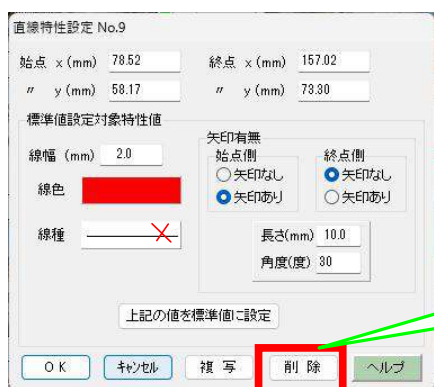 直線特性設定 No.9
始点 x (mm) 78.52 終点 x (mm) 157.02
〃 y (mm) 58.17 〃 y (mm) 73.30
標準値設定対象特性値
線幅 (mm) 2.0
線色
線種
矢印有無
始点側 終点側
矢印なし 矢印なし
矢印あり 矢印あり
長さ(mm) 10.0
角度(度) 30
上記の値を標準値に設定
OK キャンセル 複写 削除 ヘルプ